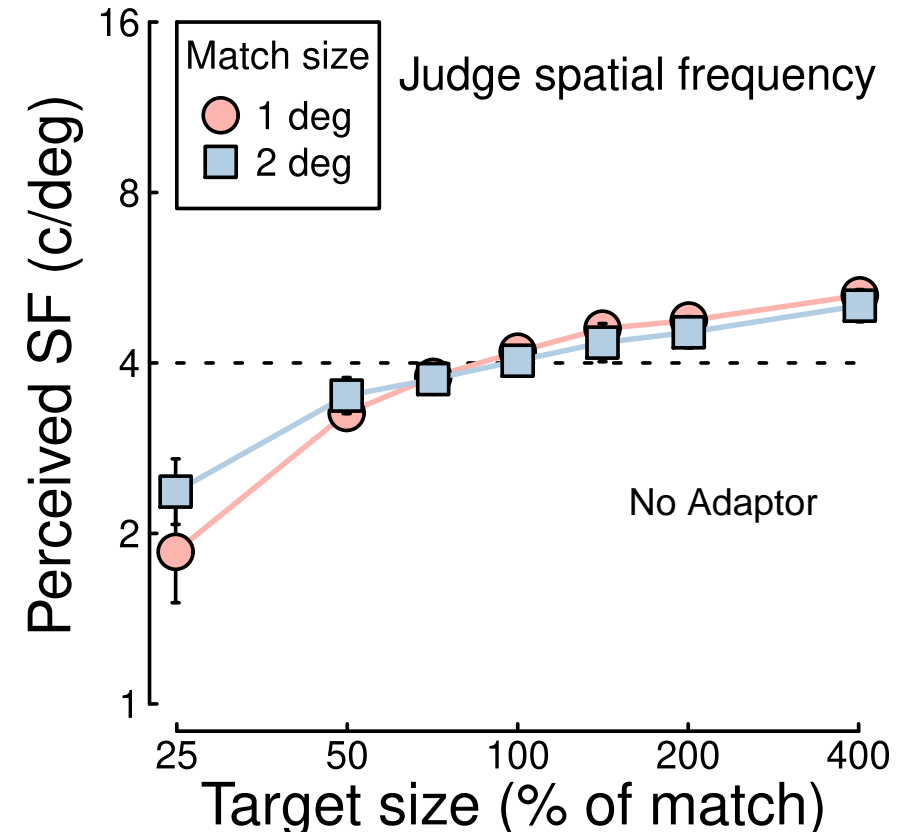 Judge spatial frequency
Match size
1 deg
2 deg
No Adaptor
Perceived SF (c/deg)
16
8
4
2
1
25 50 100 200 400
Target size (% of match)